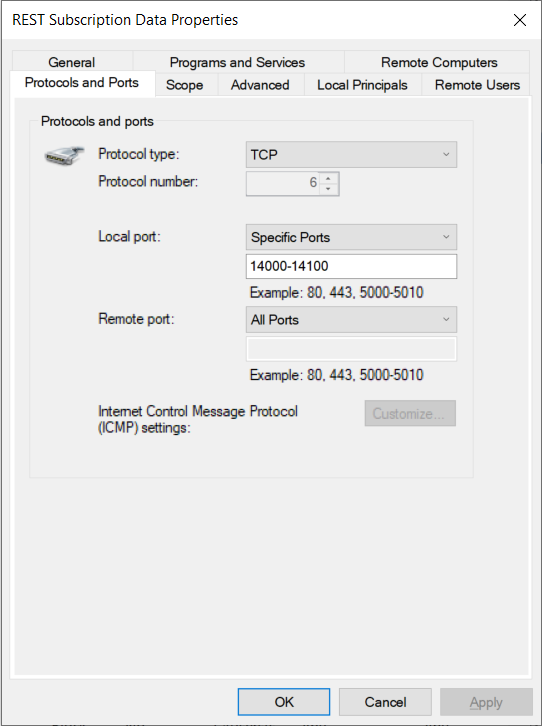 REST Subscription Data Properties
General Programs and Services Remote Computers
Protocols and Ports Scope Advanced Local Principals Remote Users
Protocols and ports
Protocol type: TCP
Protocol number: 6
Local port: Specific Ports
14000-14100
Example: 80, 443, 5000-5010
Remote port: All Ports
Example: 80, 443, 5000-5010
Internet Control Message Protocol
(ICMP) settings: Customize...
OK Cancel Apply